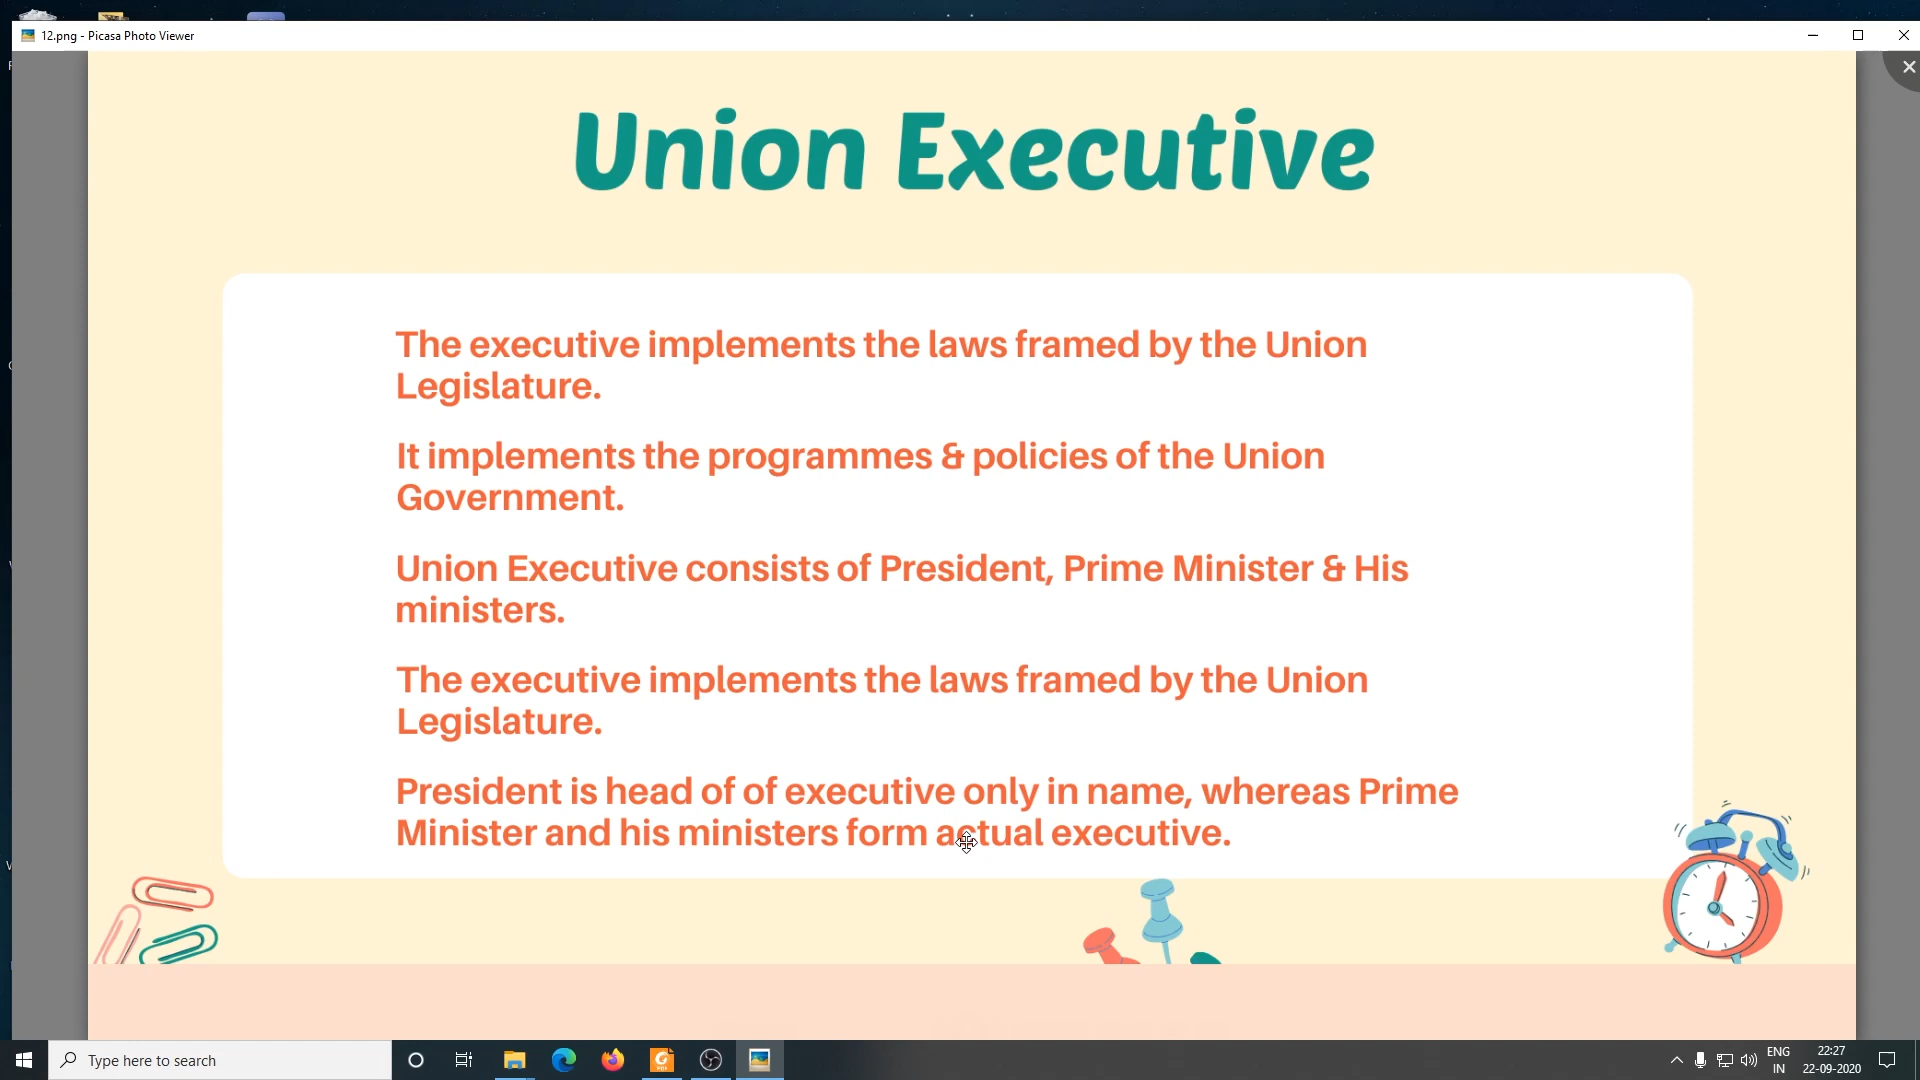 12.png - Picasa Photo Viewer
Union Executive
The executive implements the laws framed by the Union
Legislature.
It implements the programmes & policies of the Union
Government.
Union Executive consists of President, Prime Minister & His
ministers.
The executive implements the laws framed by the Union
Legislature.
President is head of of executive only in name, whereas Prime
Minister and his ministers form actual executive.
Type here to search
ENG
IN
22:27
22-09-2020